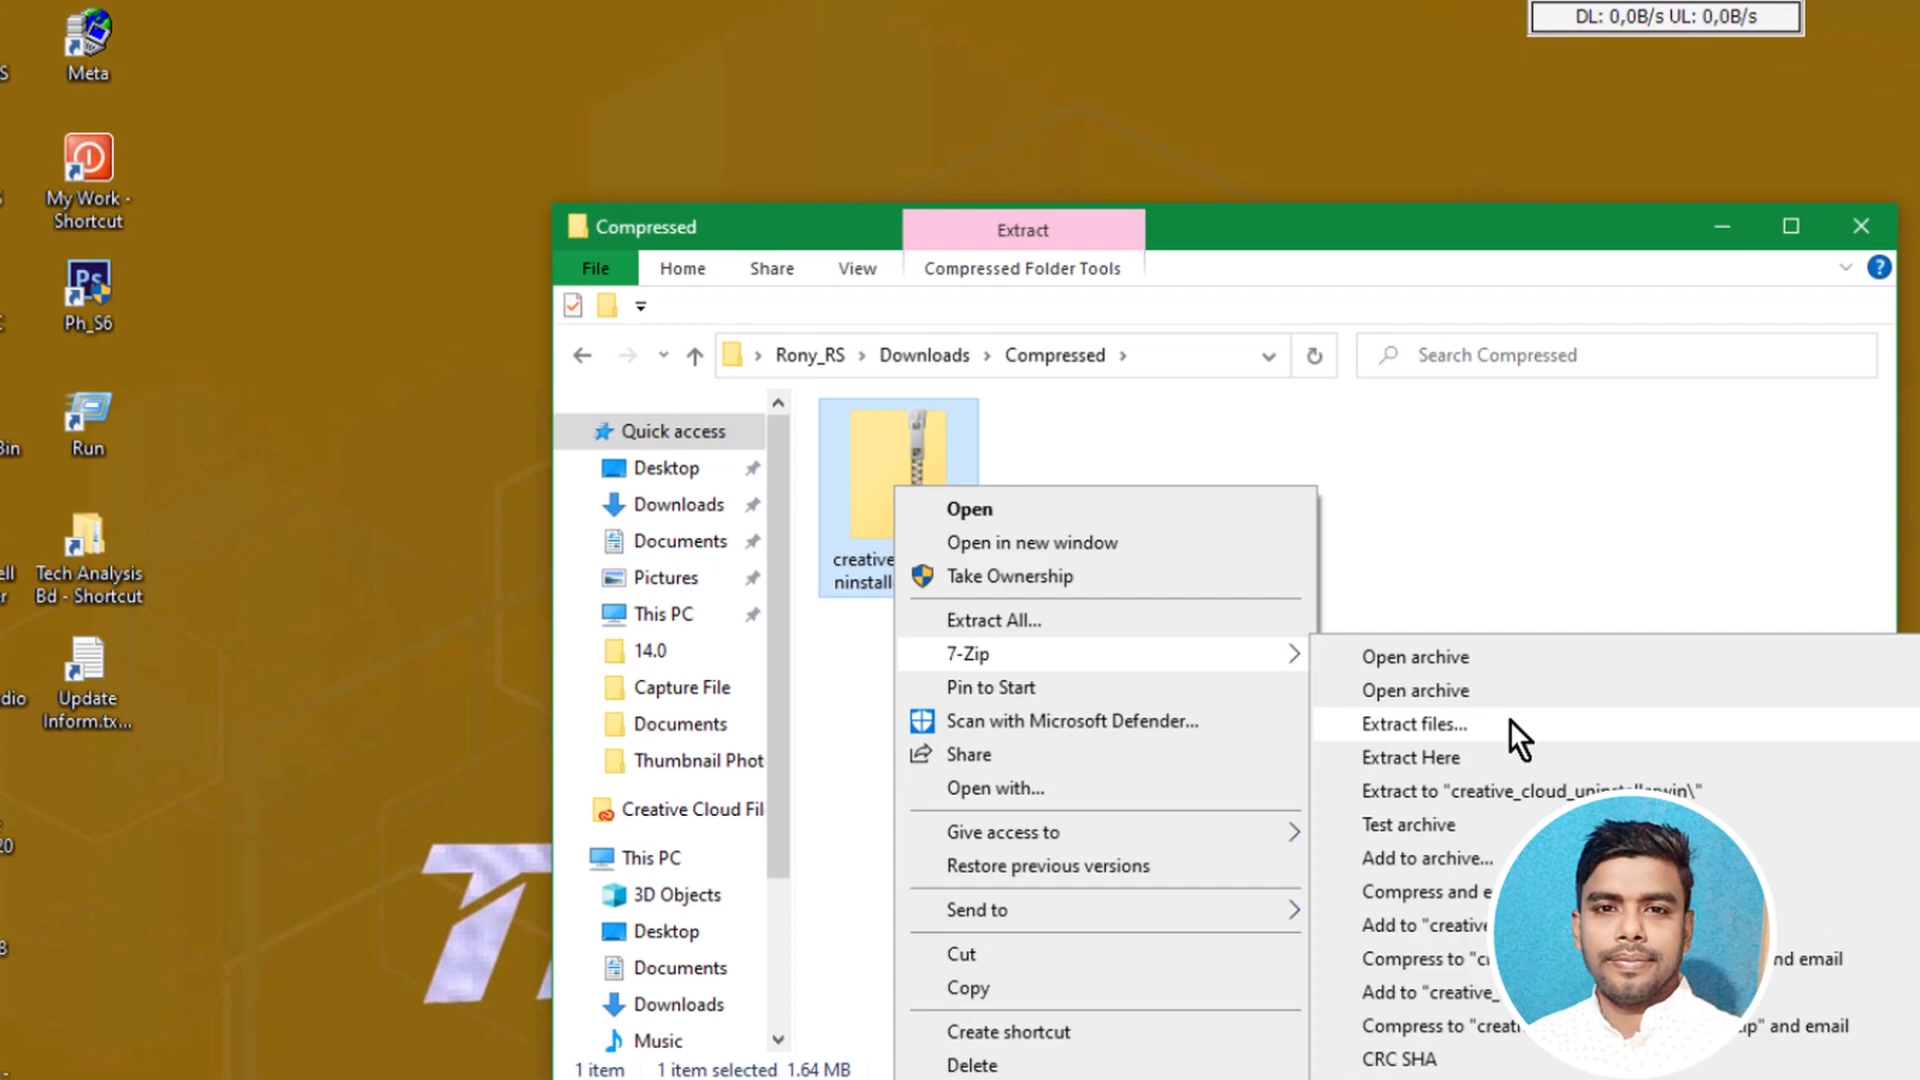 DL: 0,0B/s UL: 0,0B/s
Meta
My Work -
Shortcut
Ph_S6
Run
Bin
Tech Analysis
Bd - Shortcut
Update
Inform.tx...
dio
20
Compressed
Extract
File
Home
Share
View
Compressed Folder Tools
?
Rony_RS > Downloads > Compressed >
Search Compressed
Quick access
Desktop
Downloads
Documents
Pictures
This PC
14.0
Capture File
Documents
Thumbnail Phot
Creative Cloud Fil
This PC
3D Objects
Desktop
Documents
Downloads
Music
1 item
1 item selected 1.64 MB
creative
ninstall
Open
Open in new window
Take Ownership
Extract All...
7-Zip
Pin to Start
Scan with Microsoft Defender...
Share
Open with...
Give access to
Restore previous versions
Send to
Cut
Copy
Create shortcut
Delete
Open archive
Open archive
Extract files...
Extract Here
Extract to "creative_cloud_uninstallerwin\"
Test archive
Add to archive...
Compress and e
Add to "creative
Compress to "cr nd email
Add to "creative_
Compress to "creati ip" and email
CRC SHA